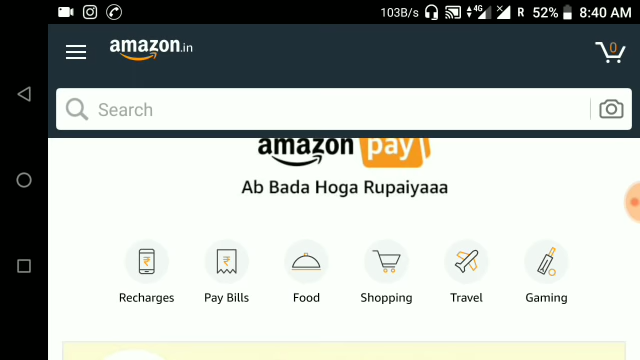 103B/s 4G R 52% 8:40 AM
amazon.in
0
Search
amazon pay
Ab Bada Hoga Rupaiyaaa
Recharges Pay Bills Food Shopping Travel Gaming